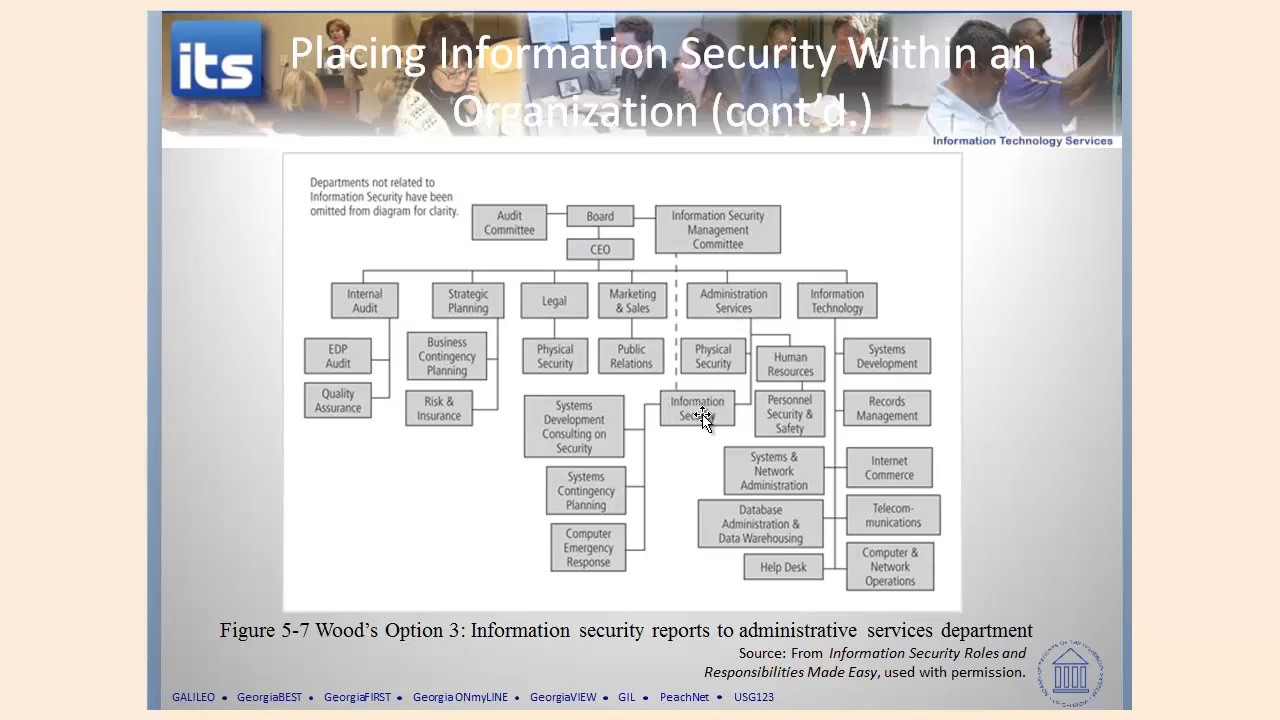 its
Placing Information Security Within an
Organization (cont'd.)
Information Technology Services
Departments not related to
Information Security have been
omitted from diagram for clarity.
Audit
Committee
Board
Information Security
Management
Committee
CEO
Internal
Audit
Strategic
Planning
Legal
Marketing
& Sales
Administration
Services
Information
Technology
EDP
Audit
Business
Contingency
Planning
Physical
Security
Public
Relations
Physical
Security
Human
Resources
Systems
Development
Quality
Assurance
Risk &
Insurance
Systems
Development
Consulting on
Security
Information
Security
Personnel
Security &
Safety
Records
Management
Systems
Contingency
Planning
Systems &
Network
Administration
Internet
Commerce
Computer
Emergency
Response
Database
Administration &
Data Warehousing
Telecom-
munications
Help Desk
Computer &
Network
Operations
Figure 5-7 Wood's Option 3: Information security reports to administrative services department
Source: From Information Security Roles and
Responsibilities Made Easy, used with permission.
GALILEO • GeorgiaBEST • GeorgiaFIRST • GeorgiaONmyLINE • GeorgiaVIEW • GIL • PeachNet • USG123